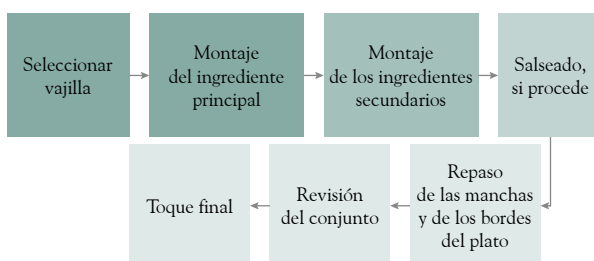 Seleccionar
vajilla
Montaje
del ingrediente
principal
Montaje
de los ingredientes
secundarios
Salseado,
si procede
Repaso
de las manchas
y de los bordes
del plato
Revisión
del conjunto
Toque final